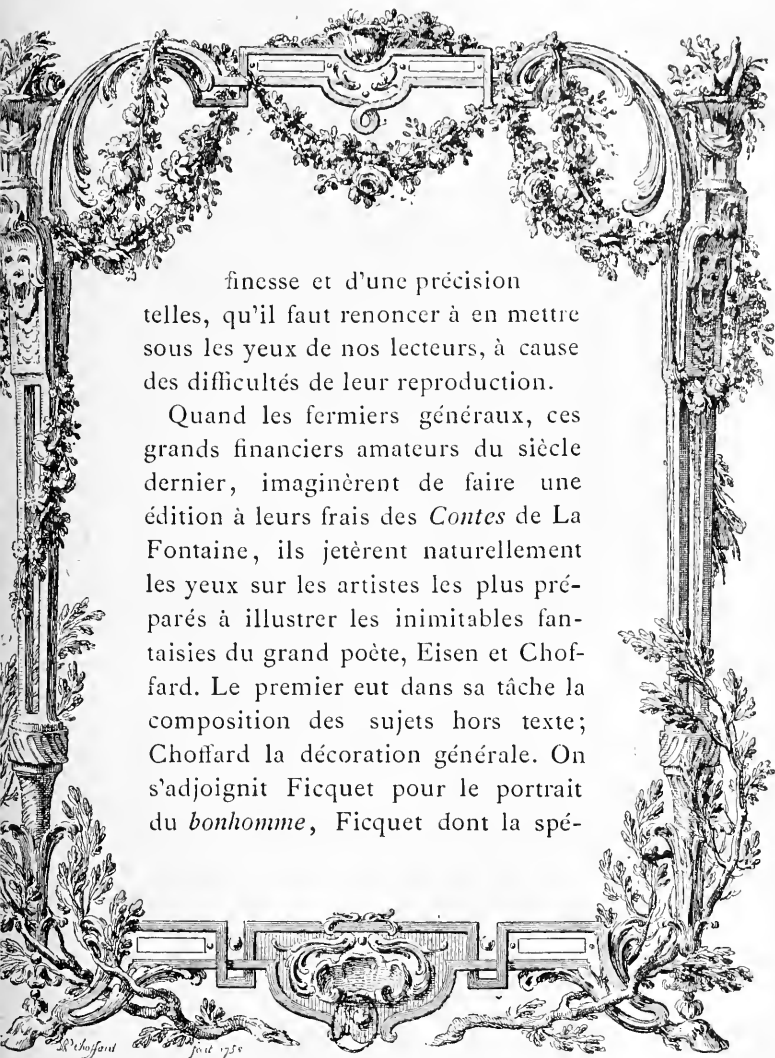 finesse et d'une précision
telles, qu'il faut renoncer à en mettre
sous les yeux de nos lecteurs, à cause
des difficultés de leur reproduction.
Quand les fermiers généraux, ces
grands financiers amateurs du siècle
dernier, imaginèrent de faire une
édition à leurs frais des Contes de La
Fontaine, ils jetèrent naturellement
les yeux sur les artistes les plus pré-
parés à illustrer les inimitables fan-
taisies du grand poète, Eisen et Chof-
fard. Le premier eut dans sa tâche la
composition des sujets hors texte;
Choffard la décoration générale. On
s'adjoignit Ficquet pour le portrait
du bonhomme, Ficquet dont la spé-
Choffard